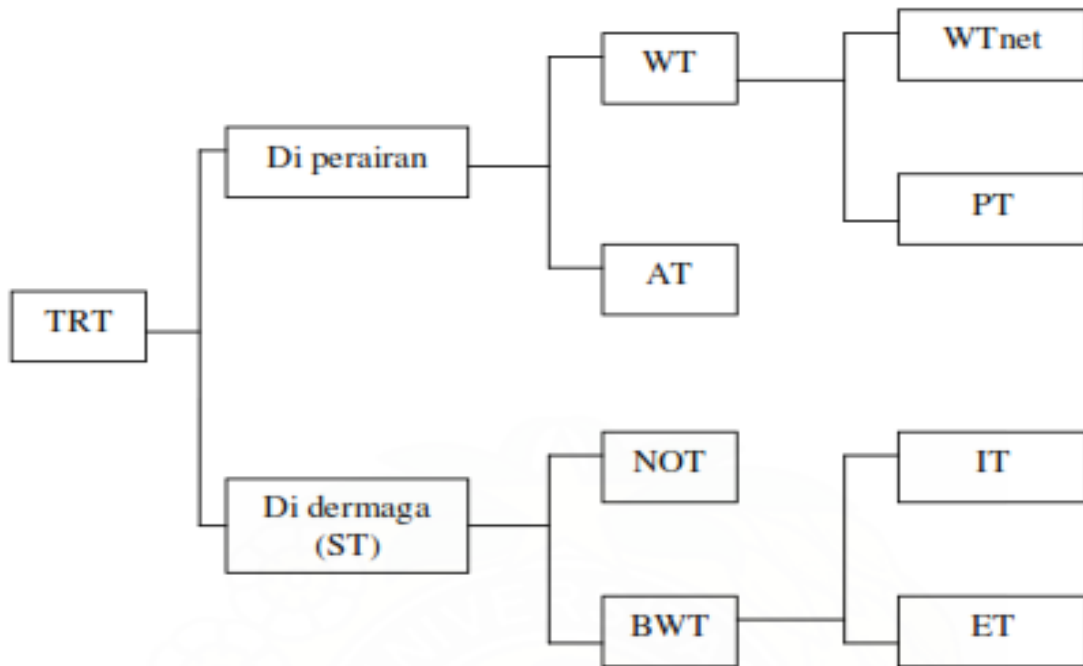 WTnet
WT
Di perairan
PT
AT
TRT
NOT
IT
Di dermaga
(ST)
BWT
ET